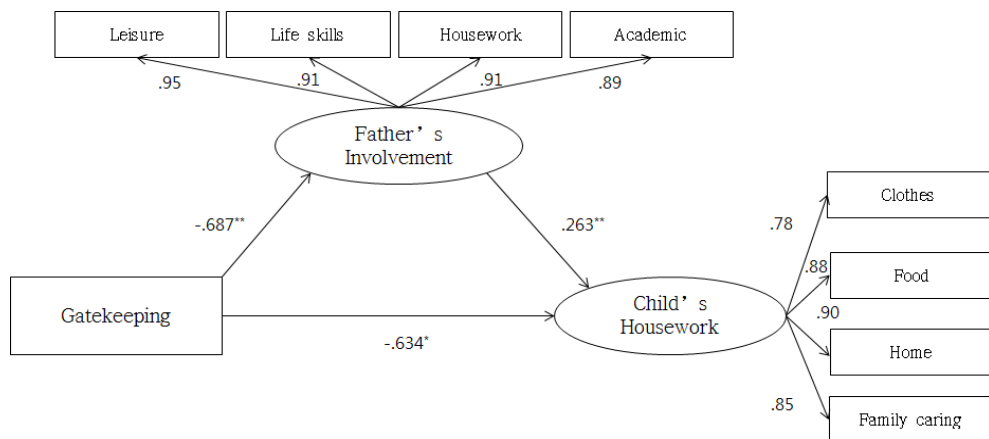 Leisure
Life skills
Housework
Academic
.95
.91
.91
.89
Father’s
Involvement
-.687**
.263**
Gatekeeping
-.634*
Child’s
Housework
.78
Clothes
.88
Food
.90
Home
.85
Family caring